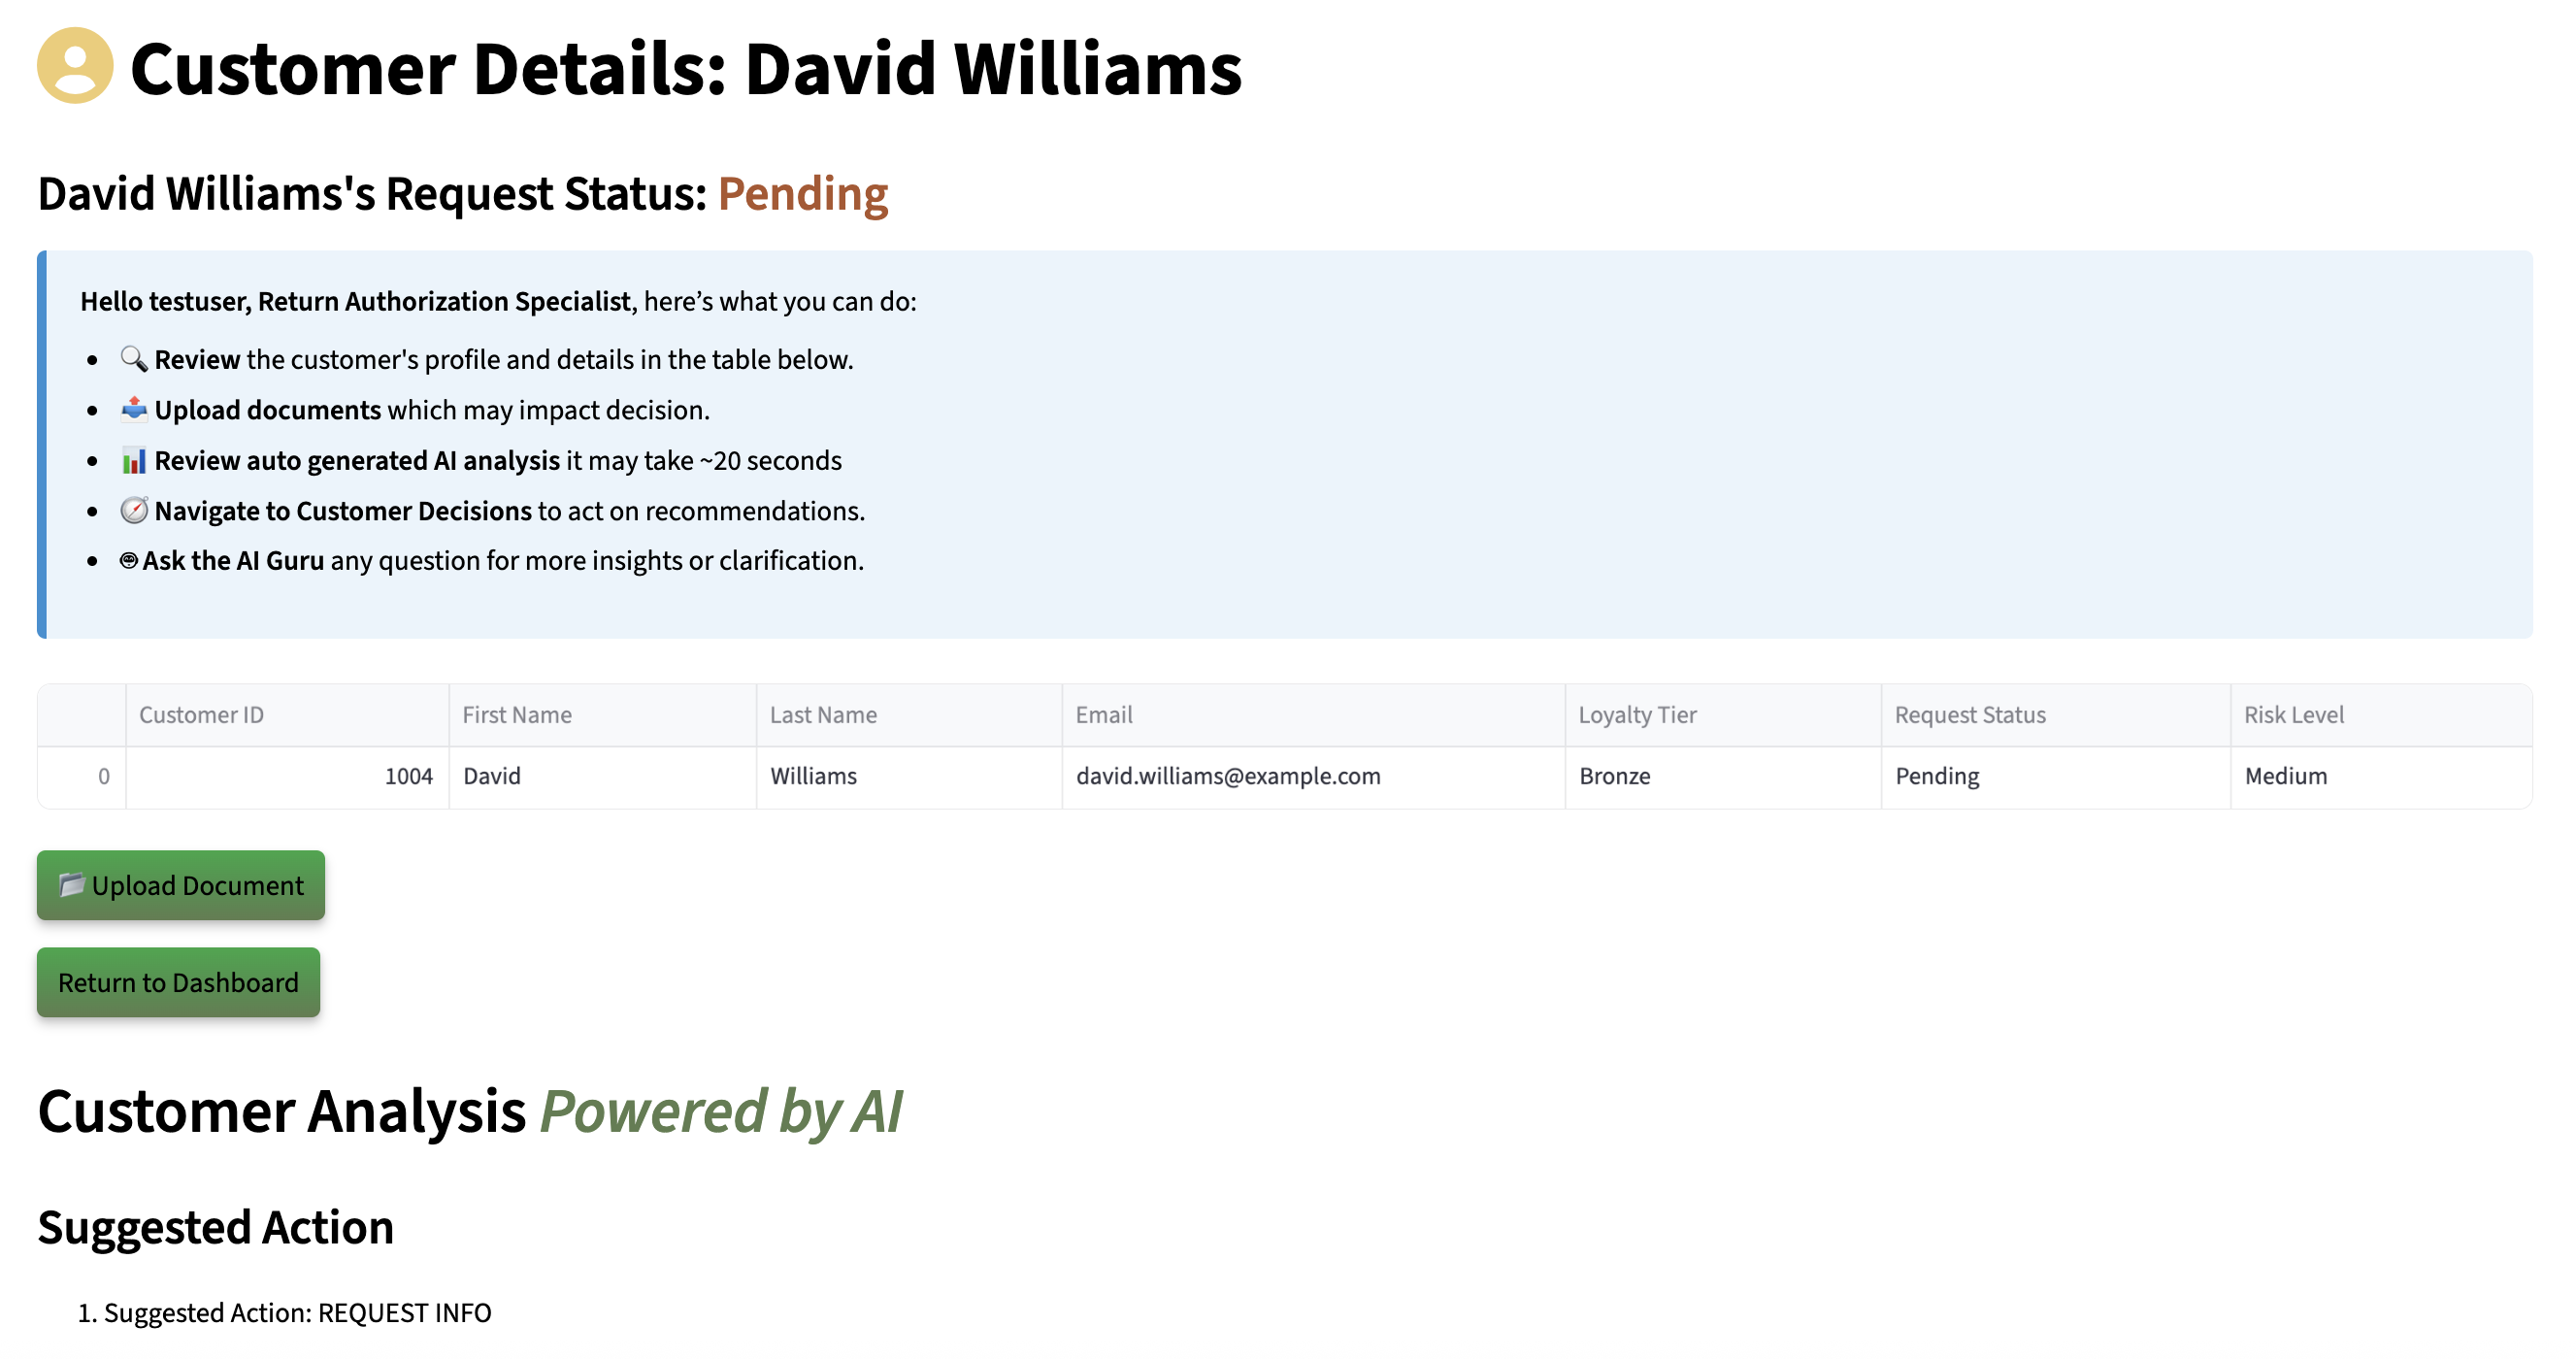 Customer Details: David Williams
David Williams's Request Status: Pending
Hello testuser, Return Authorization Specialist, here’s what you can do:
Review the customer's profile and details in the table below.
Upload documents which may impact decision.
Review auto generated AI analysis it may take ~20 seconds
Navigate to Customer Decisions to act on recommendations.
Ask the AI Guru any question for more insights or clarification.
Customer ID First Name Last Name Email Loyalty Tier Request Status Risk Level
0 1004 David Williams david.williams@example.com Bronze Pending Medium
Upload Document
Return to Dashboard
Customer Analysis Powered by AI
Suggested Action
1. Suggested Action: REQUEST INFO